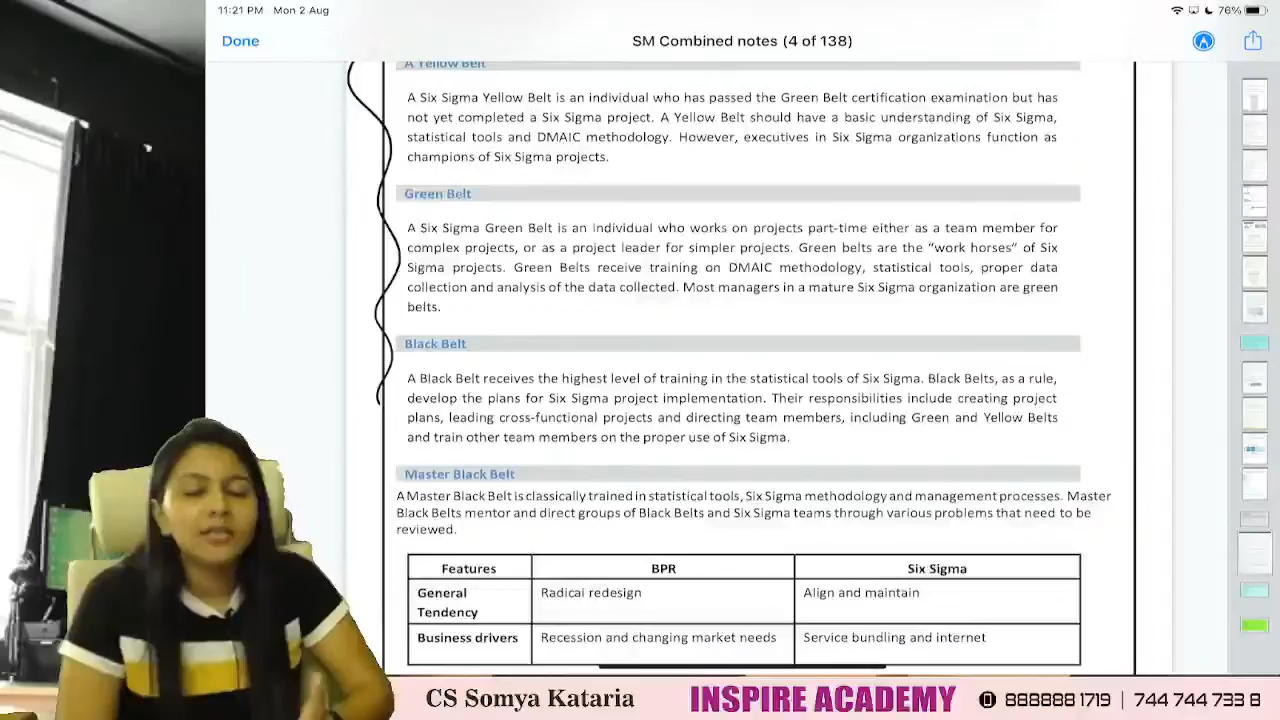 11:21 PM Mon 2 Aug
76%
Done
SM Combined notes (4 of 138)
A Yellow Belt
A Six Sigma Yellow Belt is an individual who has passed the Green Belt certification examination but has
not yet completed a Six Sigma project. A Yellow Belt should have a basic understanding of Six Sigma,
statistical tools and DMAIC methodology. However, executives in Six Sigma organizations function as
champions of Six Sigma projects.
Green Belt
A Six Sigma Green Belt is an individual who works on projects part-time either as a team member for
complex projects, or as a project leader for simpler projects. Green belts are the “work horses” of Six
Sigma projects. Green Belts receive training on DMAIC methodology, statistical tools, proper data
collection and analysis of the data collected. Most managers in a mature Six Sigma organization are green
belts.
Black Belt
A Black Belt receives the highest level of training in the statistical tools of Six Sigma. Black Belts, as a rule,
develop the plans for Six Sigma project implementation. Their responsibilities include creating project
plans, leading cross-functional projects and directing team members, including Green and Yellow Belts
and train other team members on the proper use of Six Sigma.
Master Black Belt
A Master Black Belt is classically trained in statistical tools, Six Sigma methodology and management processes. Master
Black Belts mentor and direct groups of Black Belts and Six Sigma teams through various problems that need to be
reviewed.
Features BPR Six Sigma
General Tendency Radical redesign Align and maintain
Business drivers Recession and changing market needs Service bundling and internet
CS Somya Kataria INSPIRE ACADEMY 888888 1719 | 744 744 733 8